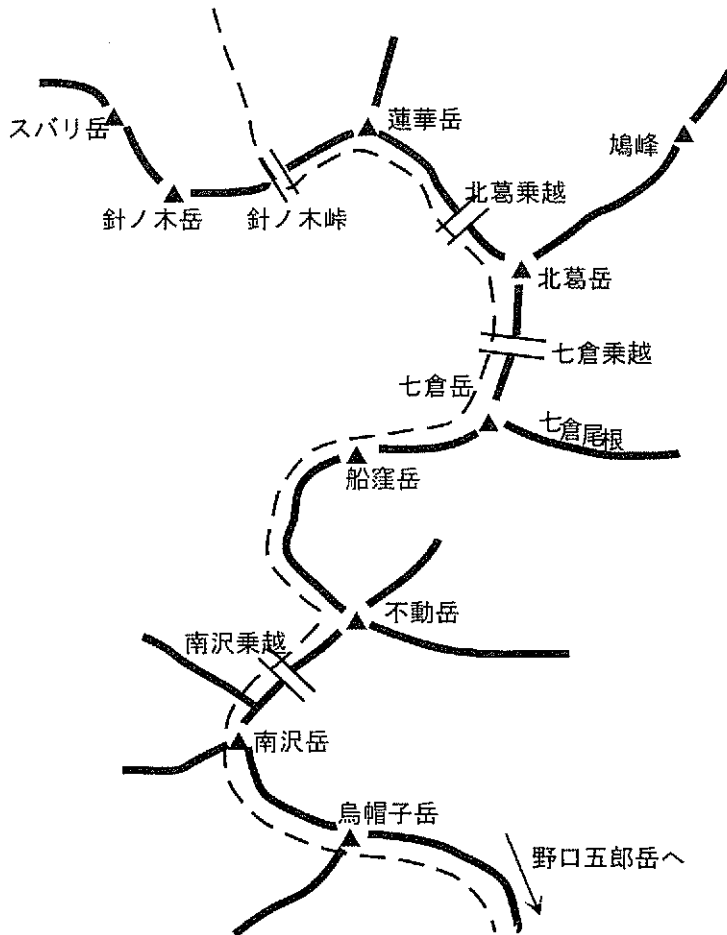 蓮華岳
スバリ岳
鳩峰
北葛乗越
針ノ木岳
針ノ木峠
北葛岳
七倉乗越
七倉岳
七倉尾根
船窪岳
不動岳
南沢乗越
南沢岳
烏帽子岳
野口五郎岳へ